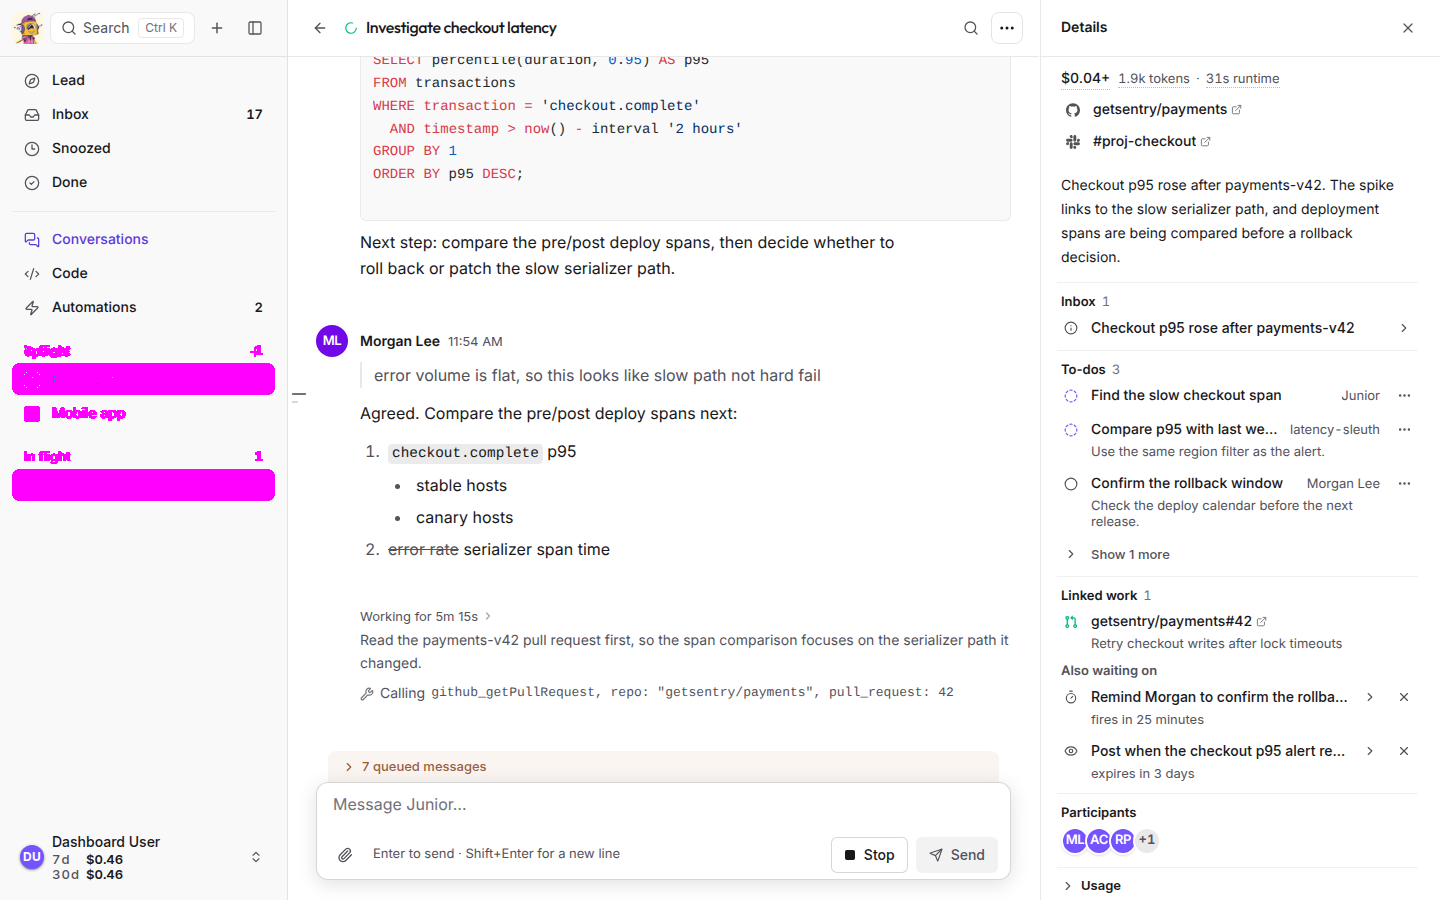 Search Ctrl K
Lead
Inbox 17
Snoozed
Done
Conversations
Code
Automations 2
Mobile app
In flight 1
Dashboard User
7d $0.46
30d $0.46
DU
Investigate checkout latency
SELECT percentile(duration, 0.95) AS p95
FROM transactions
WHERE transaction = 'checkout.complete'
AND timestamp > now() - interval '2 hours'
GROUP BY 1
ORDER BY p95 DESC;
Next step: compare the pre/post deploy spans, then decide whether to
roll back or patch the slow serializer path.
ML Morgan Lee 11:54 AM
error volume is flat, so this looks like slow path not hard fail
Agreed. Compare the pre/post deploy spans next:
1. checkout.complete p95
• stable hosts
• canary hosts
2. error rate serializer span time
Working for 5m 15s
Read the payments-v42 pull request first, so the span comparison focuses on the serializer path it
changed.
Calling github_getPullRequest, repo: "getsentry/payments", pull_request: 42
7 queued messages
Message Junior...
Enter to send · Shift+Enter for a new line
Stop
Send
Details
$0.04+ 1.9k tokens · 31s runtime
getsentry/payments
#proj-checkout
Checkout p95 rose after payments-v42. The spike
links to the slow serializer path, and deployment
spans are being compared before a rollback
decision.
Inbox 1
Checkout p95 rose after payments-v42
To-dos 3
Find the slow checkout span Junior
Compare p95 with last we... latency-sleuth
Use the same region filter as the alert.
Confirm the rollback window Morgan Lee
Check the deploy calendar before the next
release.
Show 1 more
Linked work 1
getsentry/payments#42
Retry checkout writes after lock timeouts
Also waiting on
Remind Morgan to confirm the rollba...
fires in 25 minutes
Post when the checkout p95 alert re...
expires in 3 days
Participants
ML AC RP +1
Usage